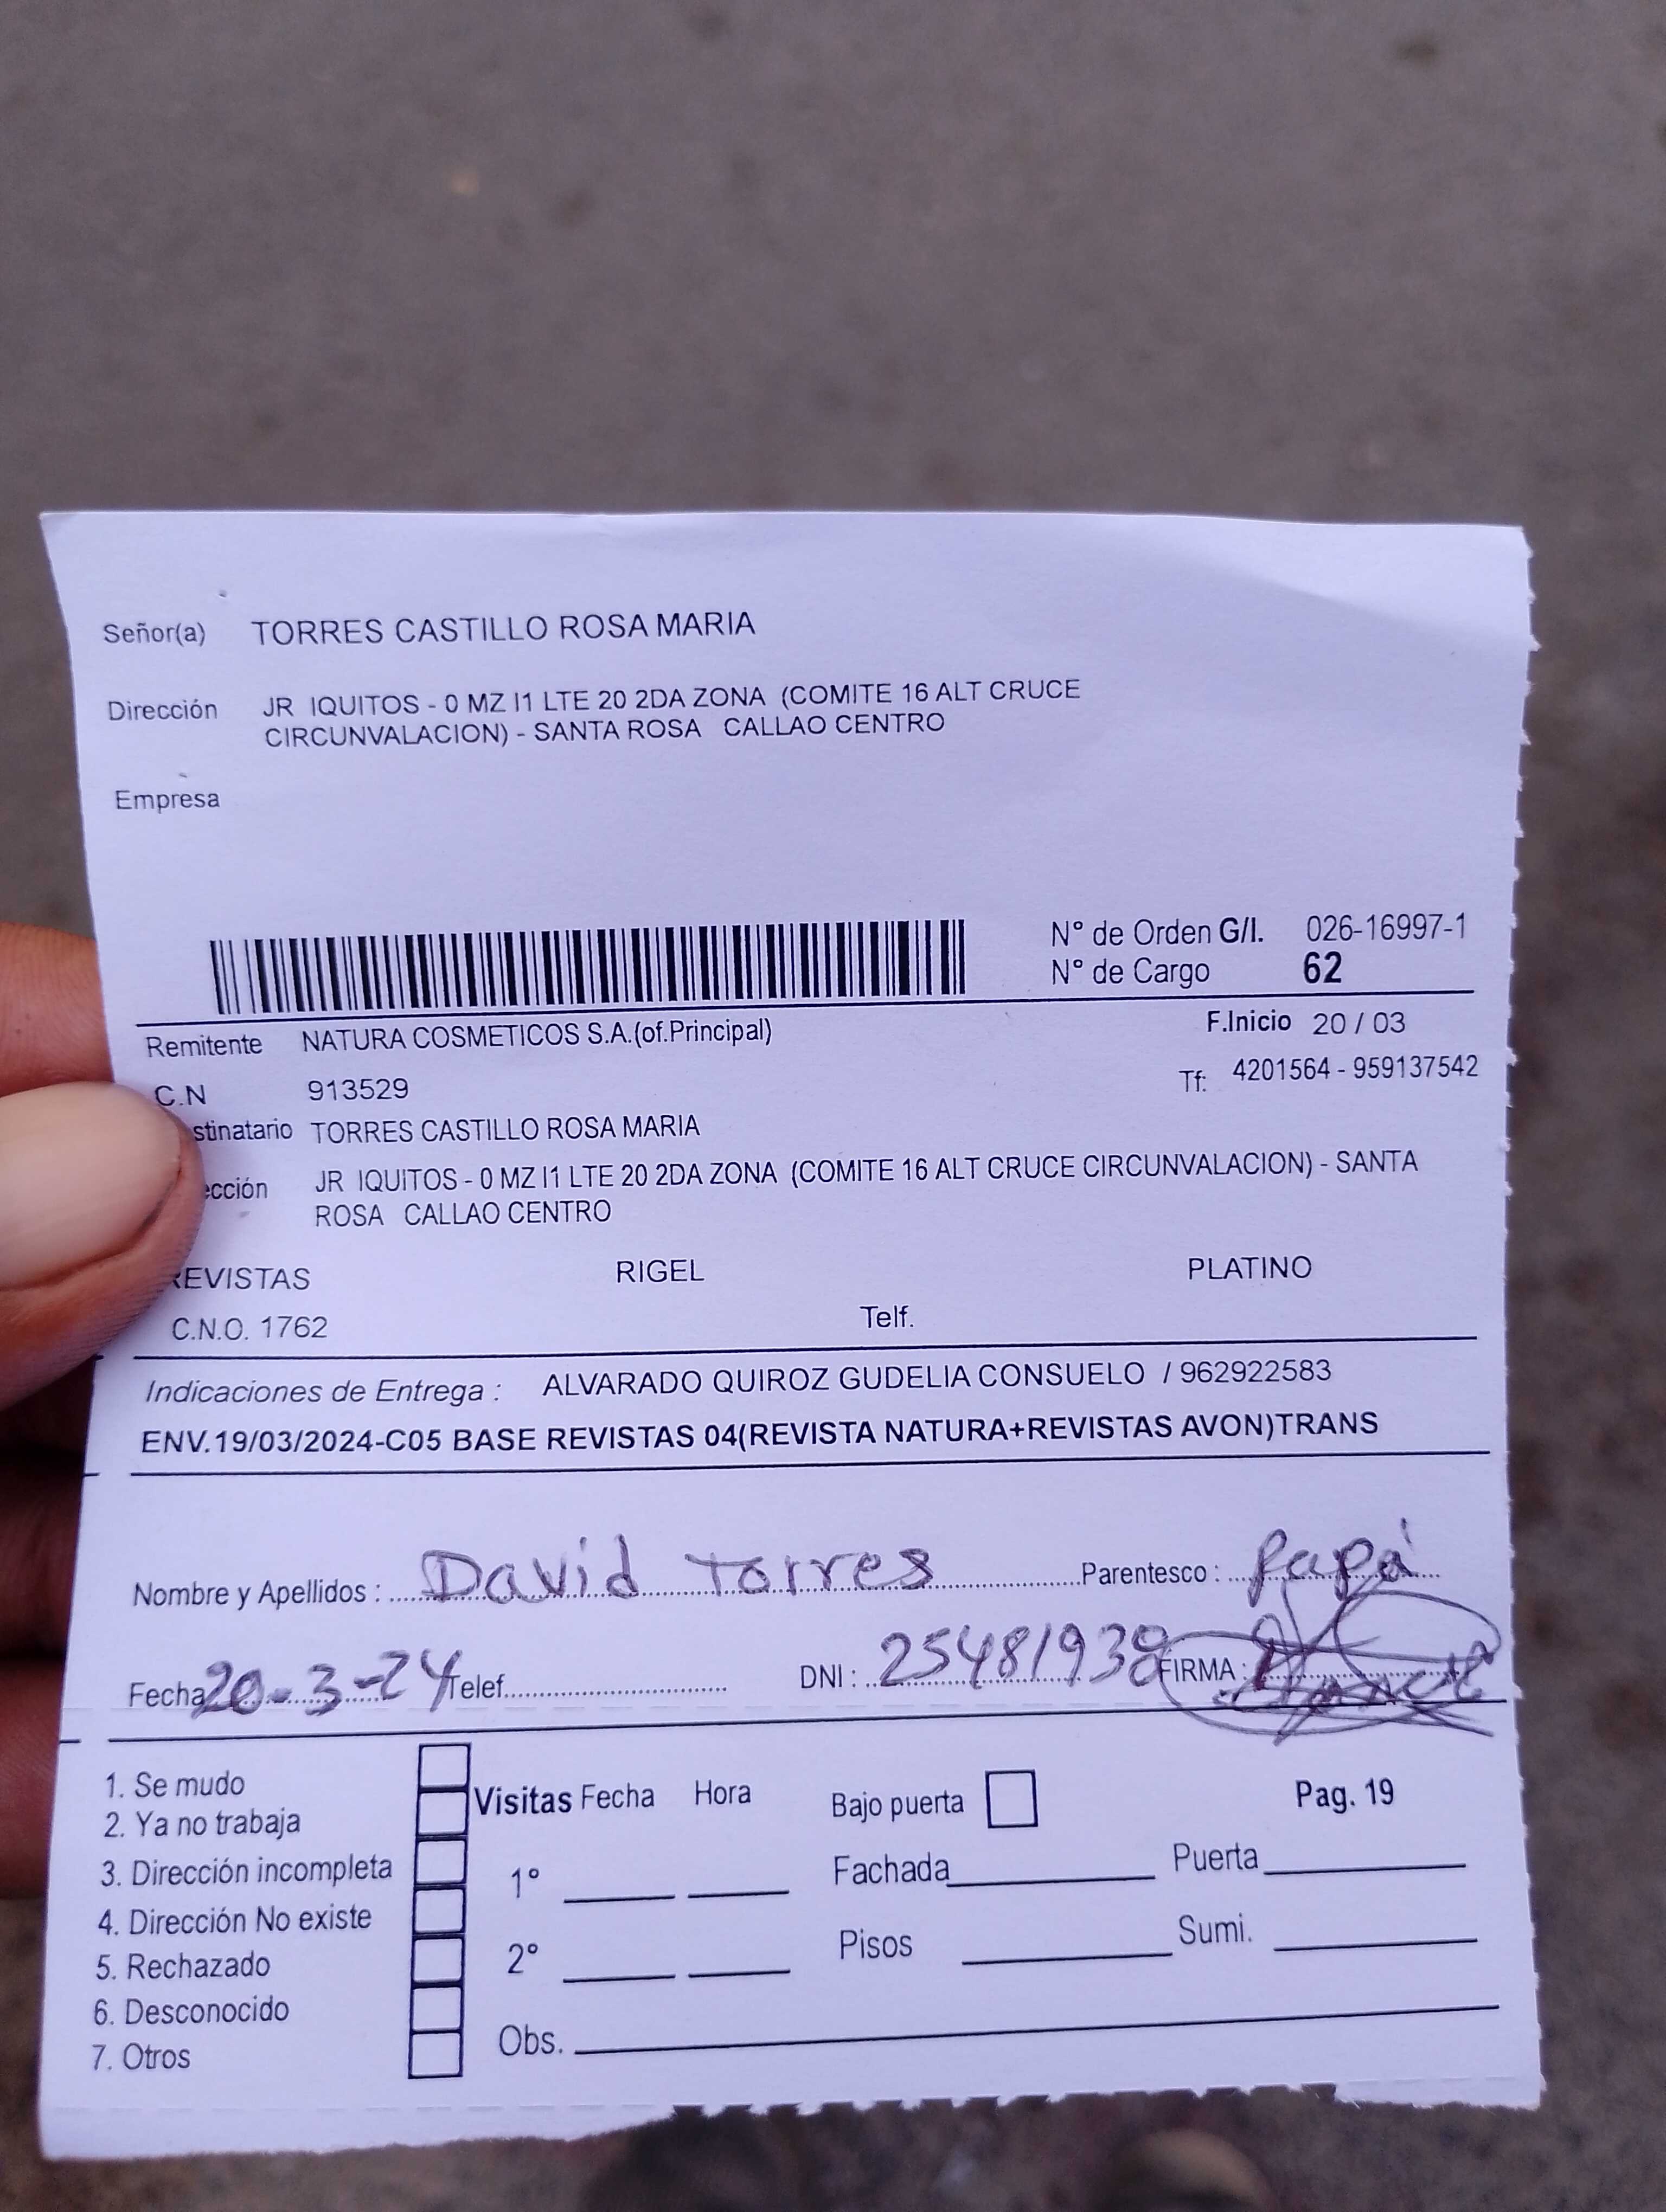 Señor(a) TORRES CASTILLO ROSA MARIA
Dirección JR IQUITOS - 0 MZ I1 LTE 20 2DA ZONA (COMITE 16 ALT CRUCE
CIRCUNVALACION) - SANTA ROSA CALLAO CENTRO
Empresa
N° de Orden G/I. 026-16997-1
N° de Cargo 62
Remitente NATURA COSMETICOS S.A.(of.Principal) F.Inicio 20 / 03
C.N 913529 Tf: 4201564 - 959137542
stinatario TORRES CASTILLO ROSA MARIA
ección JR IQUITOS - 0 MZ I1 LTE 20 2DA ZONA (COMITE 16 ALT CRUCE CIRCUNVALACION) - SANTA
ROSA CALLAO CENTRO
REVISTAS RIGEL PLATINO
C.N.O. 1762 Telf.
Indicaciones de Entrega : ALVARADO QUIROZ GUDELIA CONSUELO / 962922583
ENV.19/03/2024-C05 BASE REVISTAS 04(REVISTA NATURA+REVISTAS AVON)TRANS
Nombre y Apellidos : David Torres Parentesco : Papá
Fecha 20-3-24 Telef. DNI : 25481938 FIRMA :
1. Se mudo
2. Ya no trabaja
3. Dirección incompleta
4. Dirección No existe
5. Rechazado
6. Desconocido
7. Otros
Visitas Fecha Hora
1°
2°
Obs.
Bajo puerta Pag. 19
Fachada Puerta
Pisos Sumi.